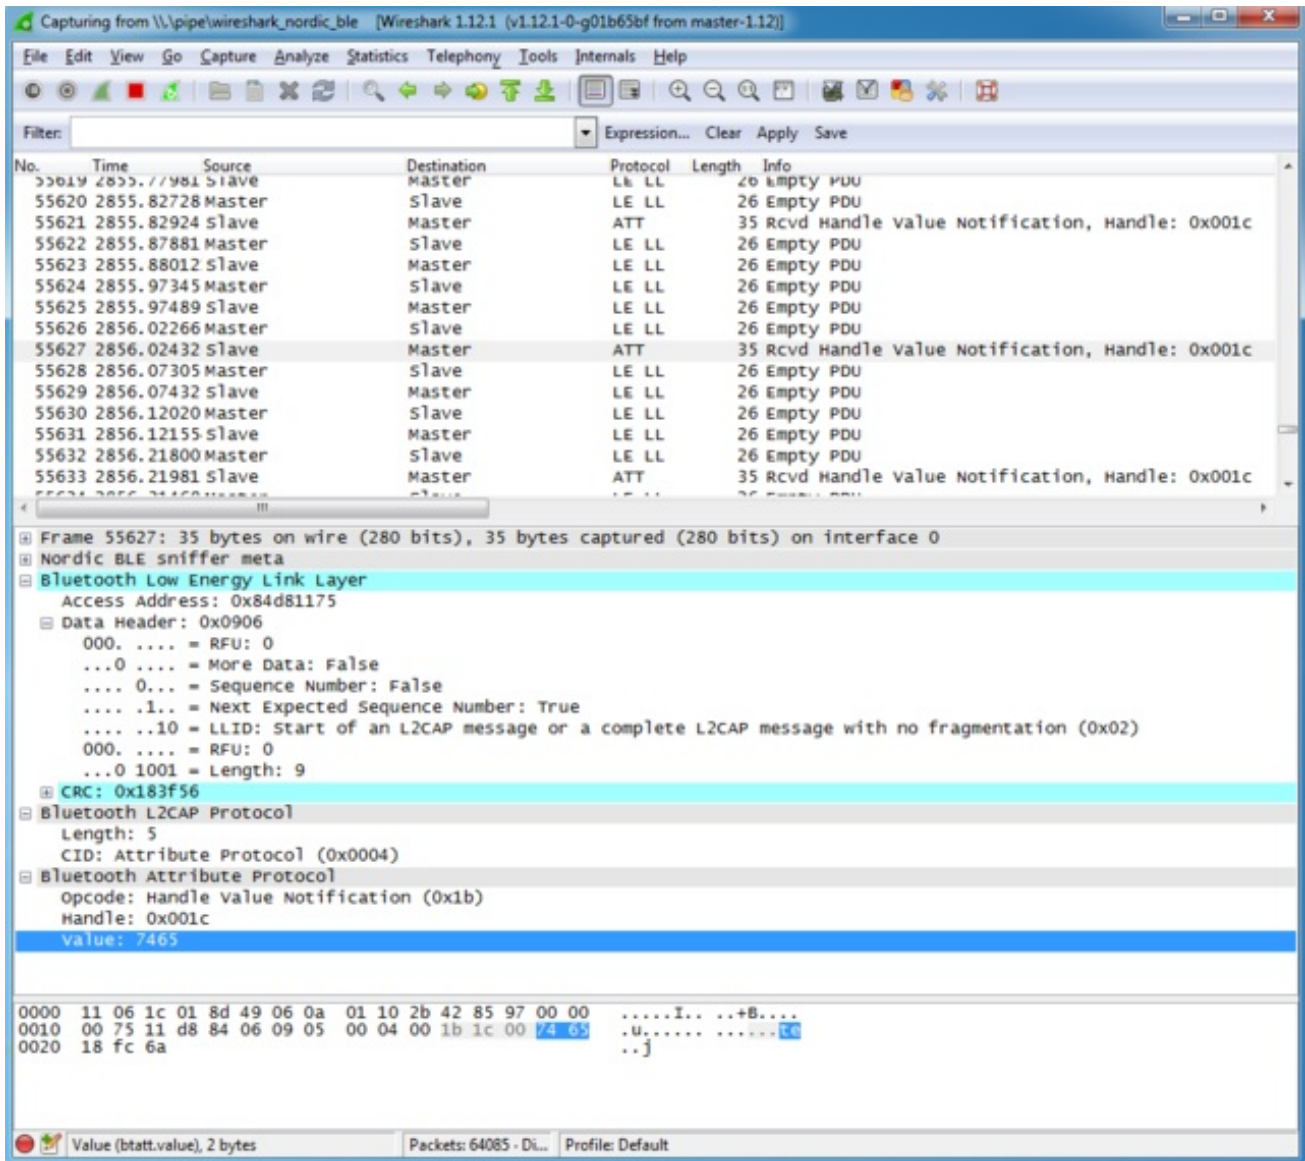 Capturing from \\.\pipe\wireshark_nordic_ble [Wireshark 1.12.1 (v1.12.1-0-g01b65bf from master-1.12)]
File Edit View Go Capture Analyze Statistics Telephony Tools Internals Help
Filter: Expression... Clear Apply Save
No. Time Source Destination Protocol Length Info
55619 2855.77981 Slave Master LE LL 26 Empty PDU
55620 2855.82728 Master Slave LE LL 26 Empty PDU
55621 2855.82924 Slave Master ATT 35 Rcvd Handle Value Notification, Handle: 0x001c
55622 2855.87881 Master Slave LE LL 26 Empty PDU
55623 2855.88012 Slave Master LE LL 26 Empty PDU
55624 2855.97345 Master Slave LE LL 26 Empty PDU
55625 2855.97489 Slave Master LE LL 26 Empty PDU
55626 2856.02266 Master Slave LE LL 26 Empty PDU
55627 2856.02432 Slave Master ATT 35 Rcvd Handle Value Notification, Handle: 0x001c
55628 2856.07305 Master Slave LE LL 26 Empty PDU
55629 2856.07432 Slave Master LE LL 26 Empty PDU
55630 2856.12020 Master Slave LE LL 26 Empty PDU
55631 2856.12155 Slave Master LE LL 26 Empty PDU
55632 2856.21800 Master Slave LE LL 26 Empty PDU
55633 2856.21981 Slave Master ATT 35 Rcvd Handle Value Notification, Handle: 0x001c
Frame 55627: 35 bytes on wire (280 bits), 35 bytes captured (280 bits) on interface 0
Nordic BLE sniffer meta
Bluetooth Low Energy Link Layer
Access Address: 0x84d81175
Data Header: 0x0906
000. .... = RFU: 0
...0 .... = More Data: False
.... 0... = Sequence Number: False
.... .1.. = Next Expected Sequence Number: True
.... ..10 = LLID: Start of an L2CAP message or a complete L2CAP message with no fragmentation (0x02)
000. .... = RFU: 0
...0 1001 = Length: 9
CRC: 0x183f56
Bluetooth L2CAP Protocol
Length: 5
CID: Attribute Protocol (0x0004)
Bluetooth Attribute Protocol
Opcode: Handle Value Notification (0x1b)
Handle: 0x001c
Value: 7465
0000 11 06 1c 01 8d 49 06 0a 01 10 2b 42 85 97 00 00 .....I.. ..+B....
0010 00 75 11 d8 84 06 09 05 00 04 00 1b 1c 00 74 65 .u...... ......te
0020 18 fc 6a ..j
Value (btatt.value), 2 bytes Packets: 64085 - Di... Profile: Default